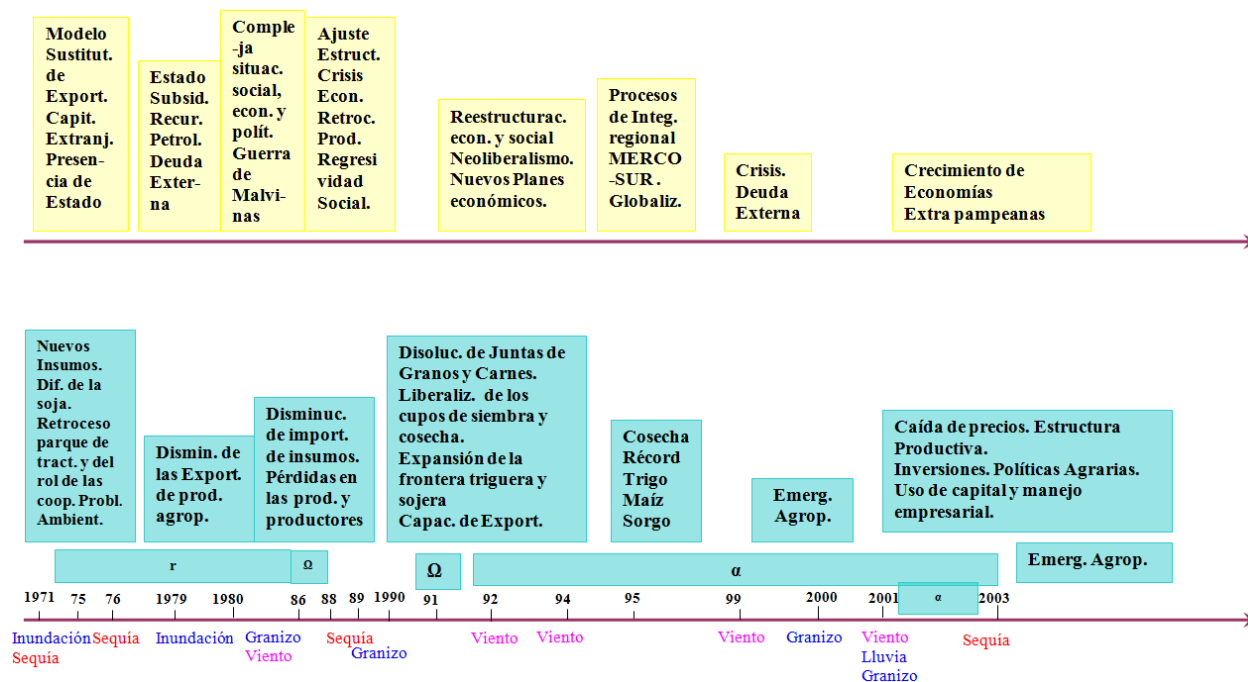 Modelo
Sustitut.
de
Export.
Capit.
Extranj.
Presen-
cia de
Estado
Estado
Subsid.
Recur.
Petrol.
Deuda
Exter-
na
Comple
-ja
situac.
social,
econ. y
polít.
Guerra
de
Malvi-
nas
Ajuste
Estruct.
Crisis
Econ.
Retroc.
Prod.
Regresi
vidad
Social.
Reestructurac.
econ. y social
Neoliberalismo.
Nuevos Planes
económicos.
Procesos
de Integ.
regional
MERCO
-SUR .
Globaliz.
Crisis.
Deuda
Externa
Crecimiento de
Economías
Extra pampeanas
Nuevos
Insumos.
Dif. de la
soja.
Retroceso
parque de
tract. y del
rol de las
coop. Probl.
Ambient.
Dismin. de
las Export.
de prod.
agrop.
Disminuc.
de import.
de insumos.
Pérdidas en
las prod. y
productores
Disoluc. de Juntas de
Granos y Carnes.
Liberaliz. de los
cupos de siembra y
cosecha.
Expansión de la
frontera triguera y
sojera
Capac. de Export.
Cosecha
Récord
Trigo
Maíz
Sorgo
Emerg.
Agrop.
Caída de precios. Estructura
Productiva.
Inversiones. Políticas Agrarias.
Uso de capital y manejo
empresarial.
Emerg. Agrop.
r
Ω
Ω
α
α
1971 75 76 1979 1980 86 88 89 1990 91 92 94 95 99 2000 2001 2003
Inundación
Sequía
Sequía
Inundación
Granizo
Viento
Sequía
Granizo
Viento
Viento
Viento
Granizo
Viento
Lluvia
Granizo
Sequía